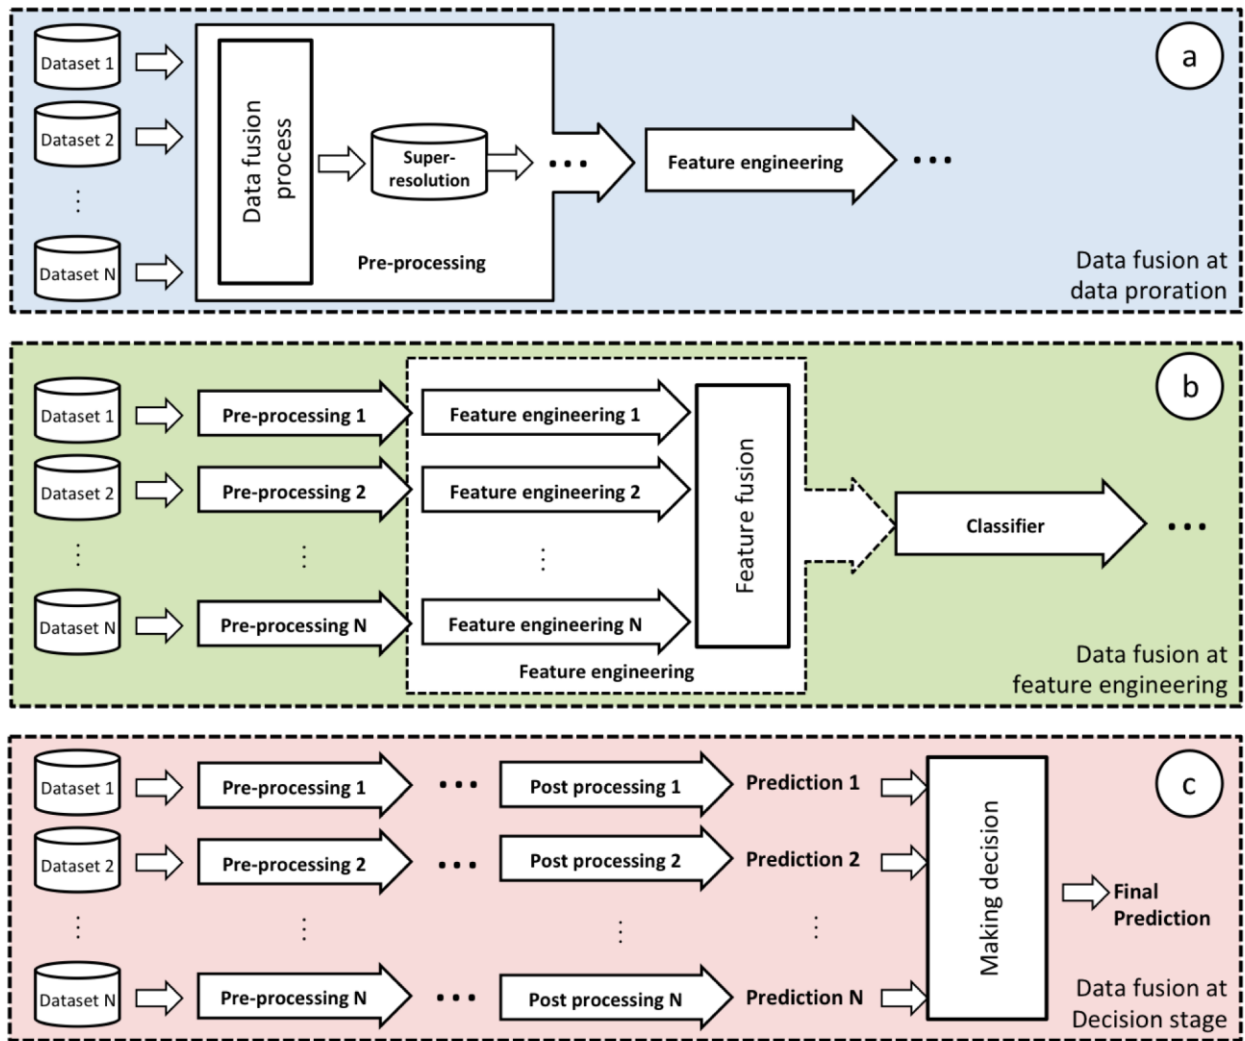 a
Dataset 1
Dataset 2
⋮
Dataset N
Data fusion
process
Super-
resolution
...
Pre-processing
Feature engineering
...
Data fusion at
data proration
b
Dataset 1
Dataset 2
⋮
Dataset N
Pre-processing 1
Pre-processing 2
⋮
Pre-processing N
Feature engineering 1
Feature engineering 2
⋮
Feature engineering N
Feature engineering
Feature fusion
Classifier
...
Data fusion at
feature engineering
c
Dataset 1
Dataset 2
⋮
Dataset N
Pre-processing 1
Pre-processing 2
⋮
Pre-processing N
...
...
...
Post processing 1
Post processing 2
⋮
Post processing N
Prediction 1
Prediction 2
⋮
Prediction N
Making decision
Final
Prediction
Data fusion at
Decision stage